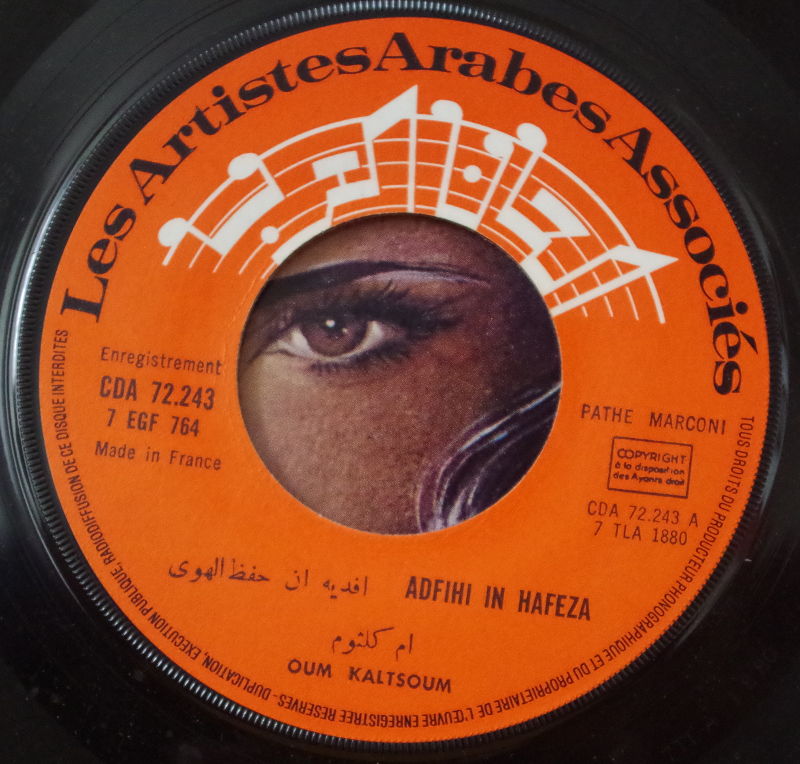 Les Artistes Arabes Associés
Enregistrement
CDA 72.243
7 EGF 764
Made in France
PATHE MARCONI
COPYRIGHT
à la disposition
des Ayants droit
CDA 72.243 A
7 TLA 1880
افديه ان حفظ الهوى ADFIHI IN HAFEZA
ام كلثوم
OUM KALTSOUM
TOUS DROITS DU PRODUCTEUR PHONOGRAPHIQUE ET DU PROPRIETAIRE DE L'ŒUVRE ENREGISTREE RESERVES - DUPLICATION, EXECUTION PUBLIQUE, RADIODIFFUSION DE CE DISQUE INTERDITES